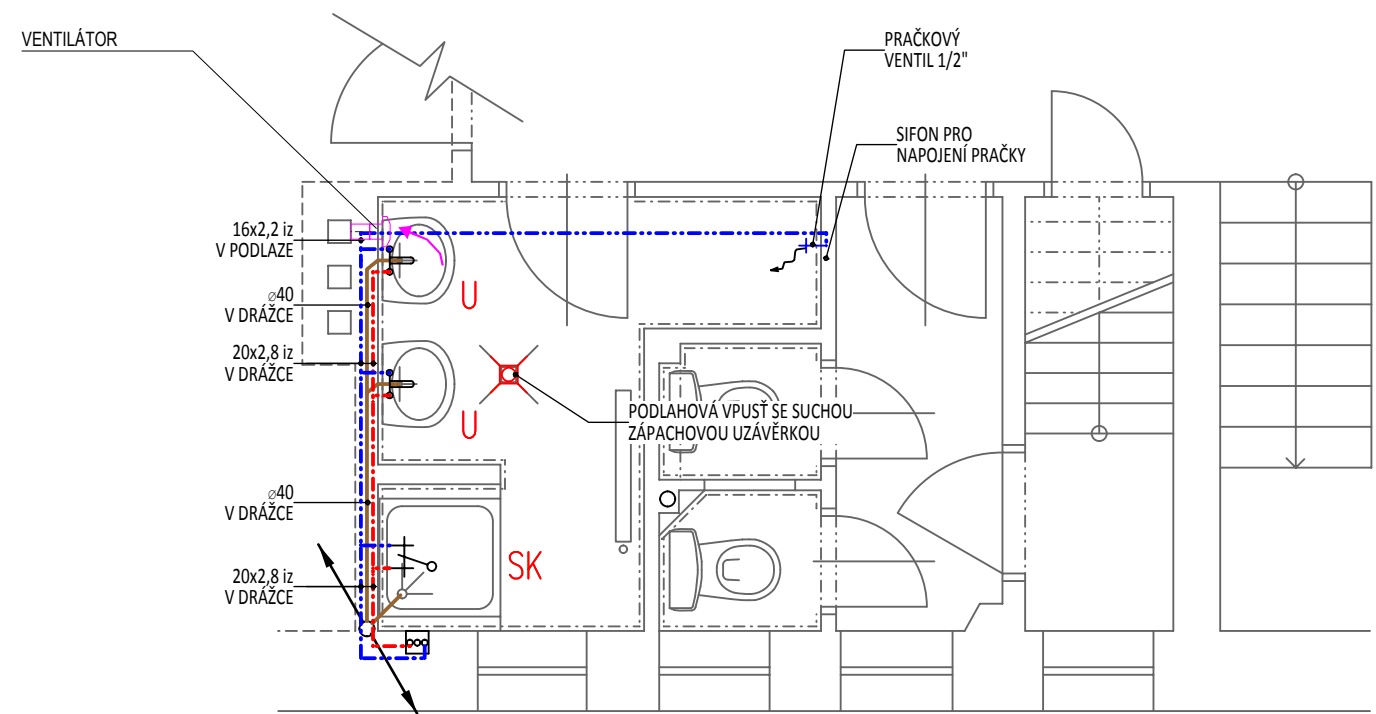 VENTILÁTOR
PRAČKOVÝ
VENTIL 1/2"
SIFON PRO
NAPOJENÍ PRAČKY
16x2,2 iz
V PODLAZE
⌀40
V DRÁŽCE
U
20x2,8 iz
V DRÁŽCE
PODLAHOVÁ VPUSŤ SE SUCHOU
ZÁPACHOVOU UZÁVĚRKOU
U
⌀40
V DRÁŽCE
SK
20x2,8 iz
V DRÁŽCE